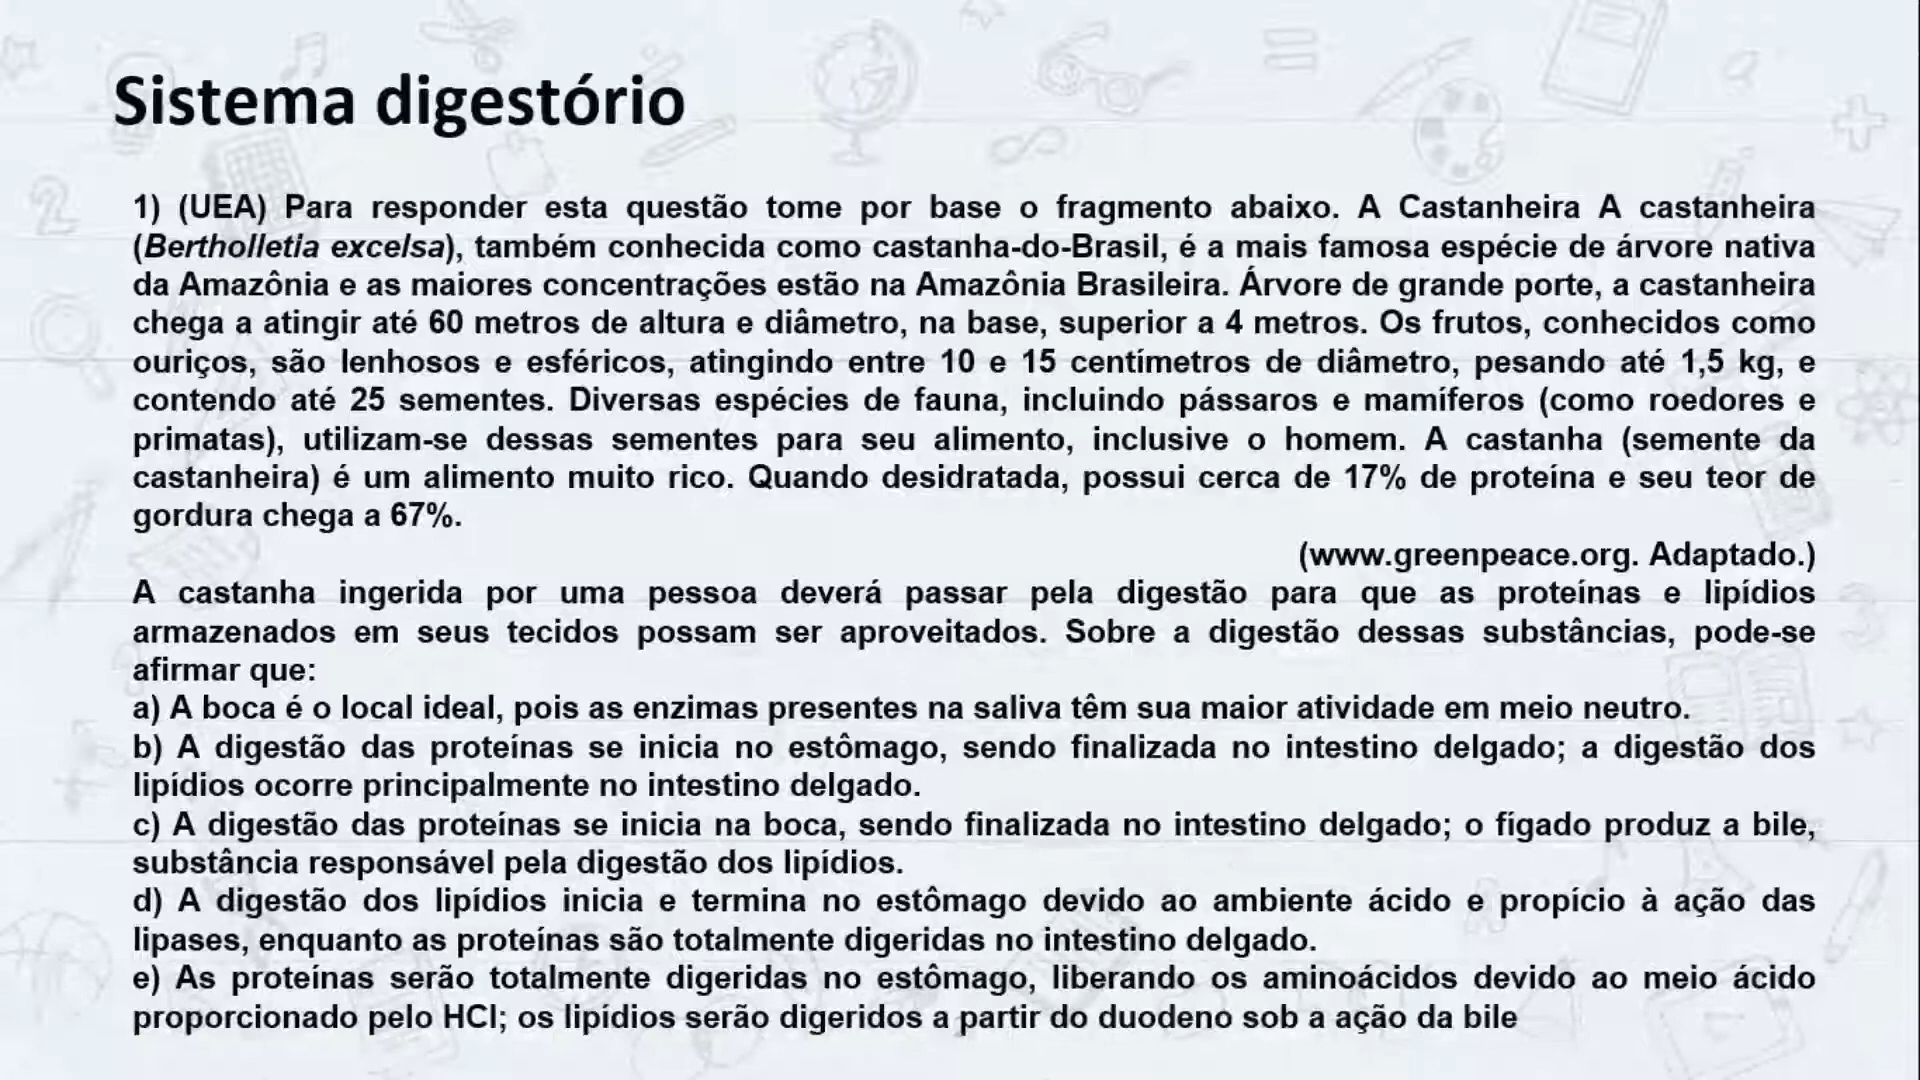 Sistema digestório
1) (UEA) Para responder esta questão tome por base o fragmento abaixo. A Castanheira A castanheira
(Bertholletia excelsa), também conhecida como castanha-do-Brasil, é a mais famosa espécie de árvore nativa
da Amazônia e as maiores concentrações estão na Amazônia Brasileira. Árvore de grande porte, a castanheira
chega a atingir até 60 metros de altura e diâmetro, na base, superior a 4 metros. Os frutos, conhecidos como
ouriços, são lenhosos e esféricos, atingindo entre 10 e 15 centímetros de diâmetro, pesando até 1,5 kg, e
contendo até 25 sementes. Diversas espécies de fauna, incluindo pássaros e mamíferos (como roedores e
primatas), utilizam-se dessas sementes para seu alimento, inclusive o homem. A castanha (semente da
castanheira) é um alimento muito rico. Quando desidratada, possui cerca de 17% de proteína e seu teor de
gordura chega a 67%.
(www.greenpeace.org. Adaptado.)
A castanha ingerida por uma pessoa deverá passar pela digestão para que as proteínas e lipídios
armazenados em seus tecidos possam ser aproveitados. Sobre a digestão dessas substâncias, pode-se
afirmar que:
a) A boca é o local ideal, pois as enzimas presentes na saliva têm sua maior atividade em meio neutro.
b) A digestão das proteínas se inicia no estômago, sendo finalizada no intestino delgado; a digestão dos
lipídios ocorre principalmente no intestino delgado.
c) A digestão das proteínas se inicia na boca, sendo finalizada no intestino delgado; o fígado produz a bile,
substância responsável pela digestão dos lipídios.
d) A digestão dos lipídios inicia e termina no estômago devido ao ambiente ácido e propício à ação das
lipases, enquanto as proteínas são totalmente digeridas no intestino delgado.
e) As proteínas serão totalmente digeridas no estômago, liberando os aminoácidos devido ao meio ácido
proporcionado pelo HCl; os lipídios serão digeridos a partir do duodeno sob a ação da bile